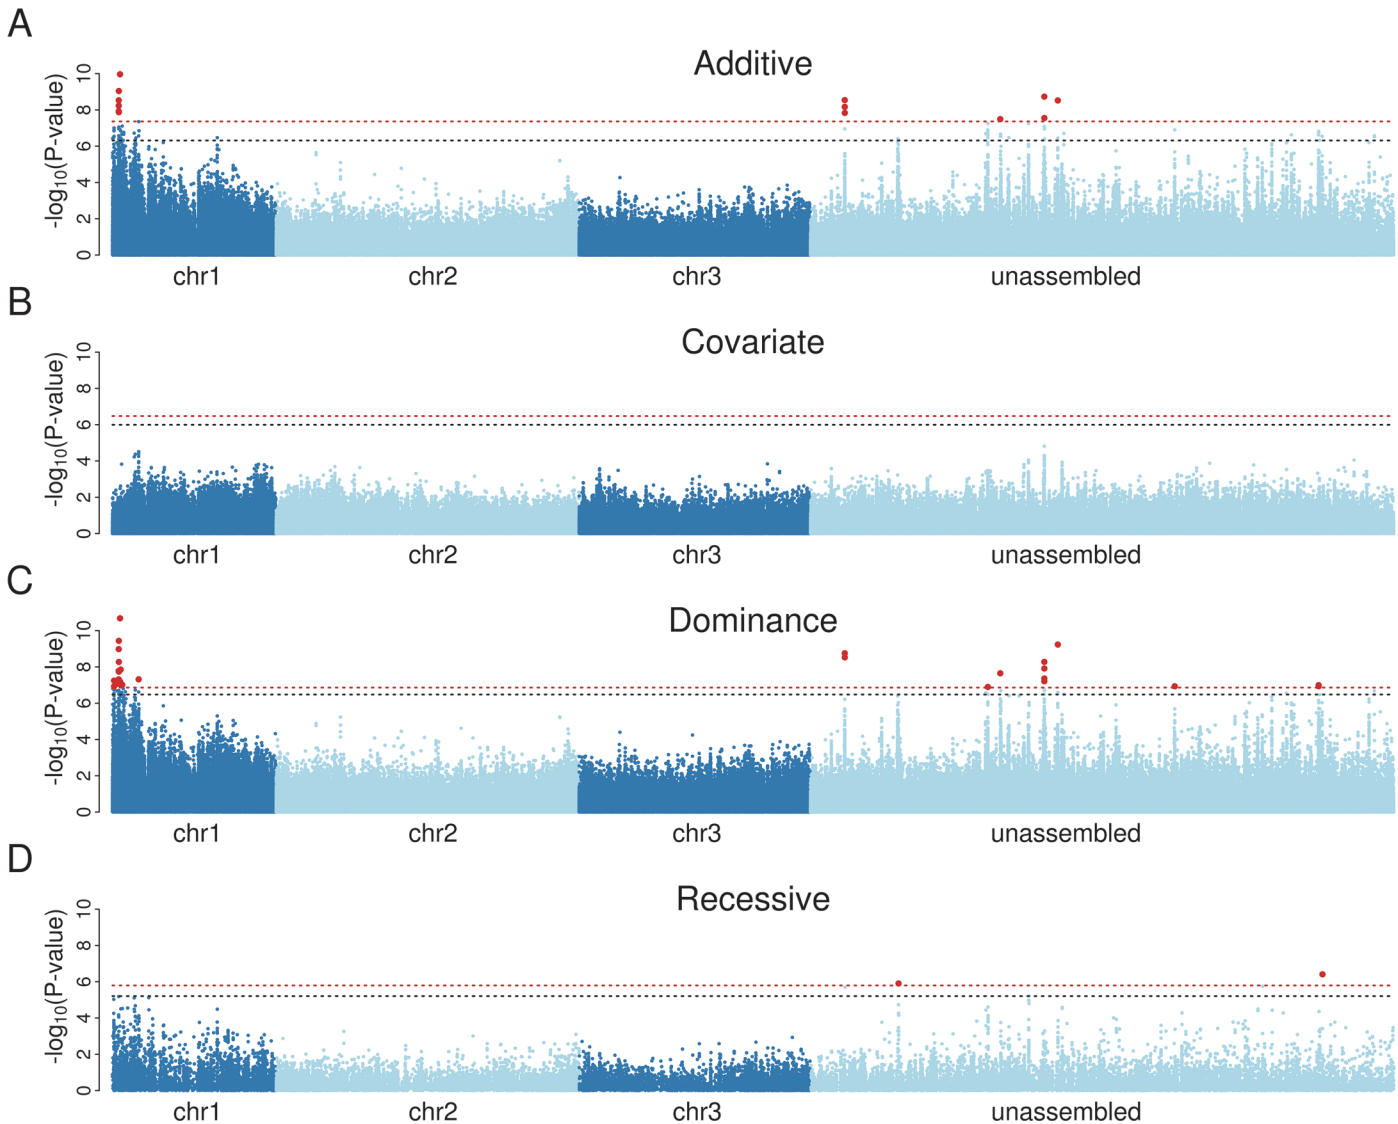 A
Additive
-log10(P-value)
0 2 4 6 8 10
chr1 chr2 chr3 unassembled
B
Covariate
-log10(P-value)
0 2 4 6 8 10
chr1 chr2 chr3 unassembled
C
Dominance
-log10(P-value)
0 2 4 6 8 10
chr1 chr2 chr3 unassembled
D
Recessive
-log10(P-value)
0 2 4 6 8 10
chr1 chr2 chr3 unassembled